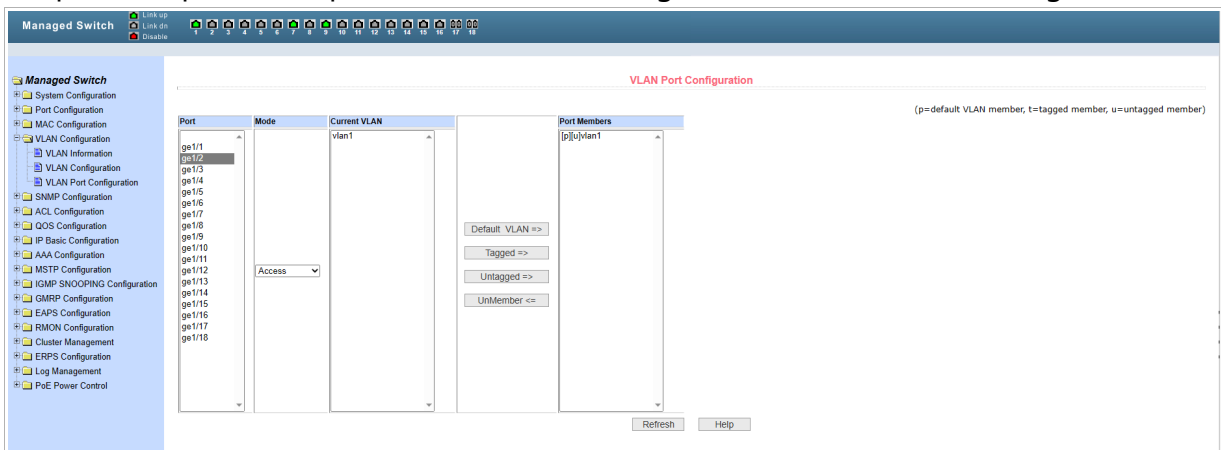 Managed Switch
Link up
Link dn
Disable
1 2 3 4 5 6 7 8 9 10 11 12 13 14 15 16 17 18
Managed Switch
System Configuration
Port Configuration
MAC Configuration
VLAN Configuration
VLAN Information
VLAN Configuration
VLAN Port Configuration
SNMP Configuration
ACL Configuration
QOS Configuration
IP Basic Configuration
AAA Configuration
MSTP Configuration
IGMP SNOOPING Configuration
GMRP Configuration
EAPS Configuration
RMON Configuration
Cluster Management
ERPS Configuration
Log Management
PoE Power Control
VLAN Port Configuration
(p=default VLAN member, t=tagged member, u=untagged member)
Port Mode Current VLAN Port Members
ge1/1
ge1/2
ge1/3
ge1/4
ge1/5
ge1/6
ge1/7
ge1/8
ge1/9
ge1/10
ge1/11
ge1/12
ge1/13
ge1/14
ge1/15
ge1/16
ge1/17
ge1/18
Access
vlan1
Default VLAN =>
Tagged =>
Untagged =>
UnMember <=
[p][u]vlan1
Refresh Help